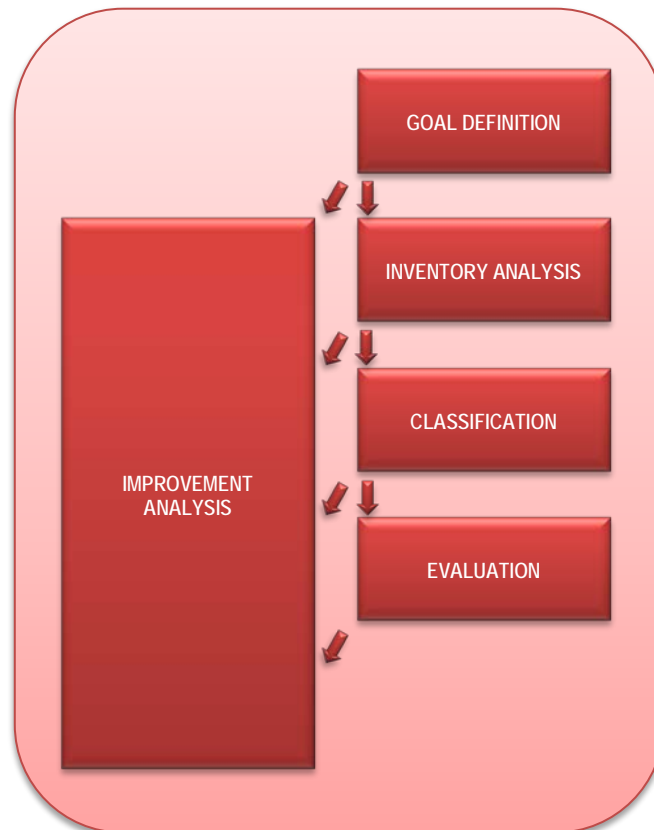 GOAL DEFINITION
INVENTORY ANALYSIS
CLASSIFICATION
IMPROVEMENT
ANALYSIS
EVALUATION